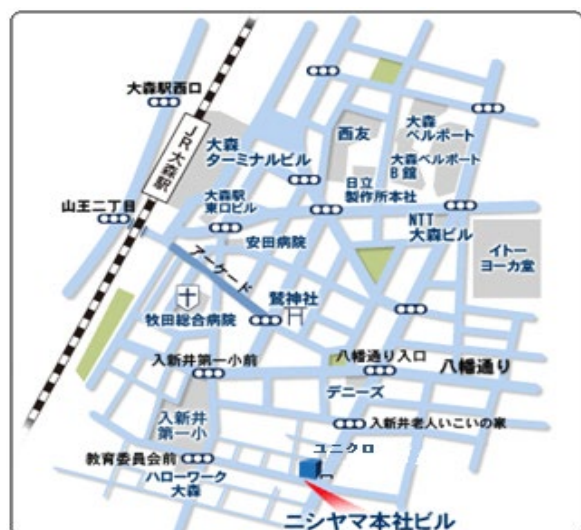 大森駅西口
JR大森駅
大森
ターミナルビル
西友
大森
ベルポート
大森ベルポート
B館
日立
製作所本社
山王二丁目
大森駅
東口ビル
安田病院
NTT
大森ビル
イトー
ヨーカ堂
アーケード
鷲神社
牧田総合病院
入新井第一小前
八幡通り入口
八幡通り
デニーズ
入新井
第一小
入新井老人いこいの家
ユニクロ
教育委員会前
ハローワーク
大森
ニシヤマ本社ビル